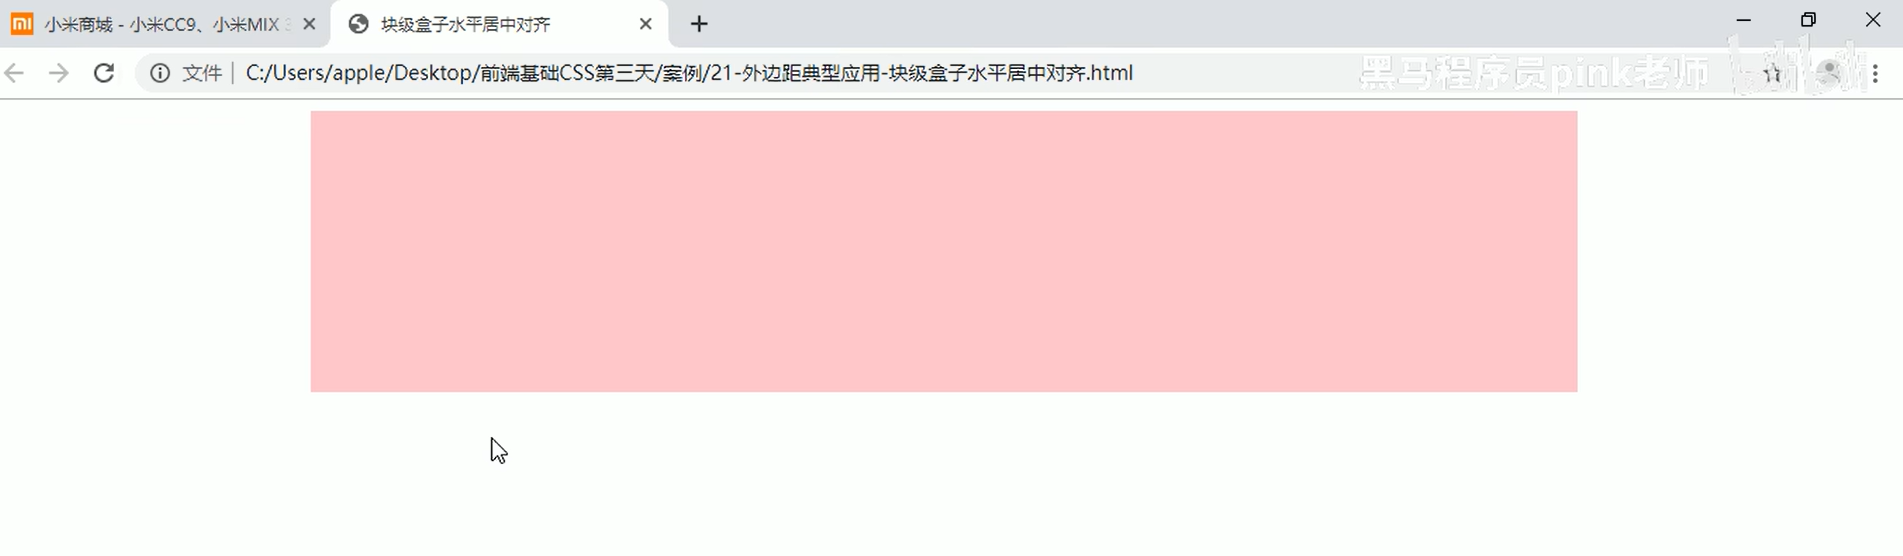 小米商城 - 小米CC9、小米MIX
块级盒子水平居中对齐
文件 | C:/Users/apple/Desktop/前端基础CSS第三天/案例/21-外边距典型应用-块级盒子水平居中对齐.html
黑马程序员pink老师
bilibili